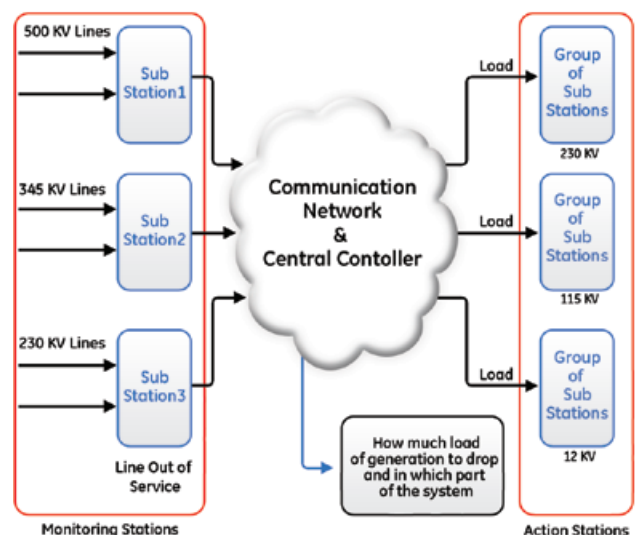 500 KV Lines
Sub
Station1
345 KV Lines
Sub
Station2
230 KV Lines
Sub
Station3
Line Out of
Service
Monitoring Stations
Communication
Network
&
Central Contoller
How much load
of generation to drop
and in which part
of the system
Load
Group
of
Sub
Stations
230 KV
Load
Group
of
Sub
Stations
115 KV
Load
Group
of
Sub
Stations
12 KV
Action Stations